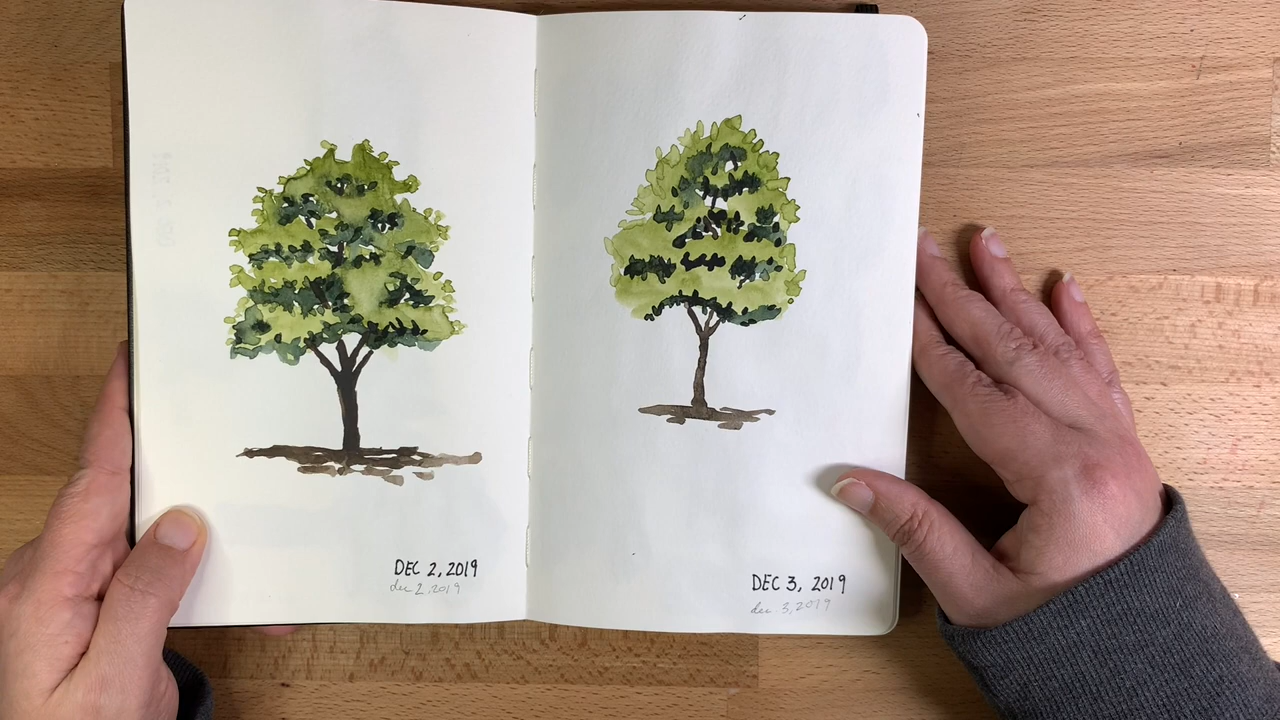 DEC 2, 2019
dec 2, 2019
DEC 3, 2019
dec. 3, 2019